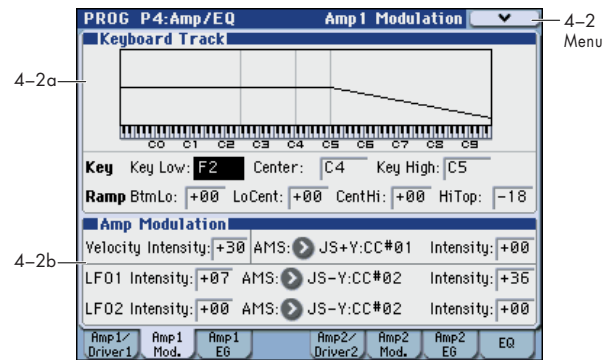 PROG P4:Amp/EQ Amp1 Modulation
4–2 Menu
Keyboard Track
4–2a
C0 C1 C2 C3 C4 C5 C6 C7 C8 C9
Key Key Low: F2 Center: C4 Key High: C5
Ramp BtmLo: +00 LoCent: +00 CentHi: +00 HiTop: -18
Amp Modulation
4–2b
Velocity Intensity: +30 AMS: JS+Y:CC#01 Intensity: +00
LFO1 Intensity: +07 AMS: JS-Y:CC#02 Intensity: +36
LFO2 Intensity: +00 AMS: JS-Y:CC#02 Intensity: +00
Amp1/ Driver1 Amp1 Mod. Amp1 EG Amp2/ Driver2 Amp2 Mod. Amp2 EG EQ